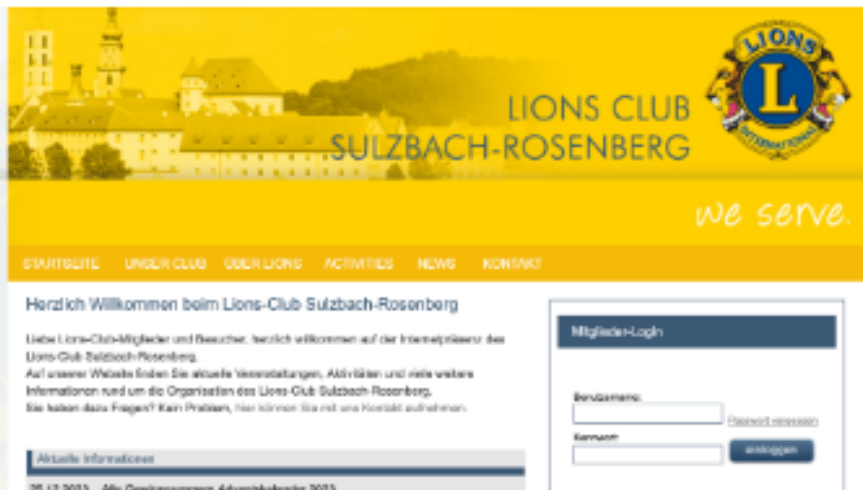 LIONS
L
INTERNATIONAL
LIONS CLUB
SULZBACH-ROSENBERG
we serve.
STARTSEITE UNSER CLUB ÜBER LIONS ACTIVITIES NEWS KONTAKT
Herzlich Willkommen beim Lions-Club Sulzbach-Rosenberg
Liebe Lions-Club-Mitglieder und Besucher, herzlich willkommen auf der Internetpräsenz des
Lions-Club Sulzbach-Rosenberg.
Auf unserer Website finden Sie aktuelle Veranstaltungen, Aktivitäten und viele weitere
Informationen rund um die Organisation des Lions-Club Sulzbach-Rosenberg.
Sie haben dazu Fragen? Kein Problem, hier können Sie mit uns Kontakt aufnehmen.
Aktuelle Informationen
Alle Gewinnnummern Adventskalender
Mitglieder-Login
Benutzername:
Passwort vergessen
Kennwort:
einloggen